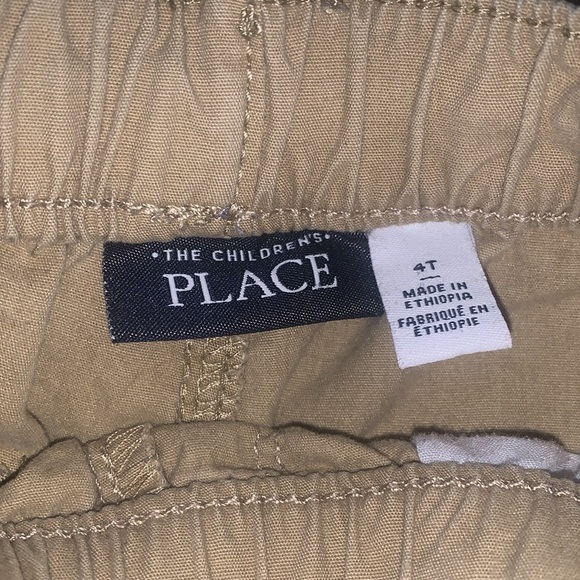 •THE CHILDREN'S•
PLACE
4T
MADE IN
ETHIOPIA
FABRIQUÉ EN
ÉTHIOPIE